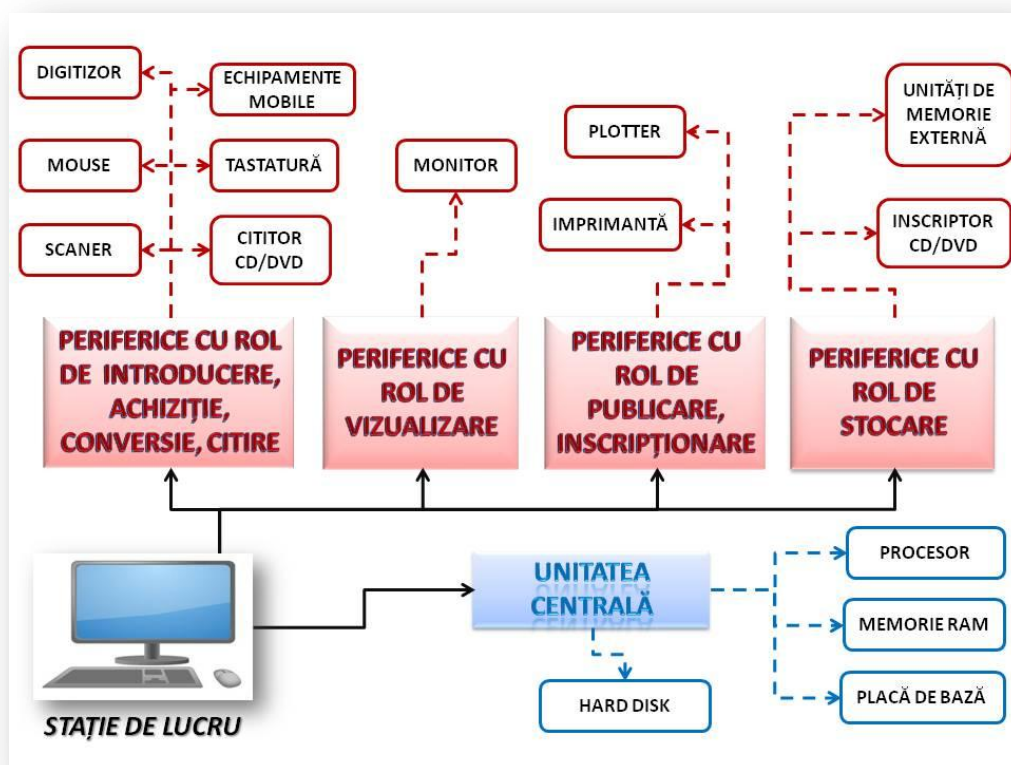 DIGITIZOR
ECHIPAMENTE
MOBILE
MOUSE
TASTATURĂ
SCANER
CITITOR
CD/DVD
MONITOR
PLOTTER
IMPRIMANTĂ
UNITĂȚI DE
MEMORIE
EXTERNĂ
INSCRIPTOR
CD/DVD
PERIFERICE CU ROL
DE INTRODUCERE,
ACHIZIȚIE,
CONVERSIE, CITIRE
PERIFERICE CU
ROL DE
VIZUALIZARE
PERIFERICE CU
ROL DE
PUBLICARE,
INSCRIPȚIONARE
PERIFERICE CU
ROL DE
STOCARE
UNITATEA
CENTRALĂ
PROCESOR
MEMORIE RAM
PLACĂ DE BAZĂ
HARD DISK
STAȚIE DE LUCRU